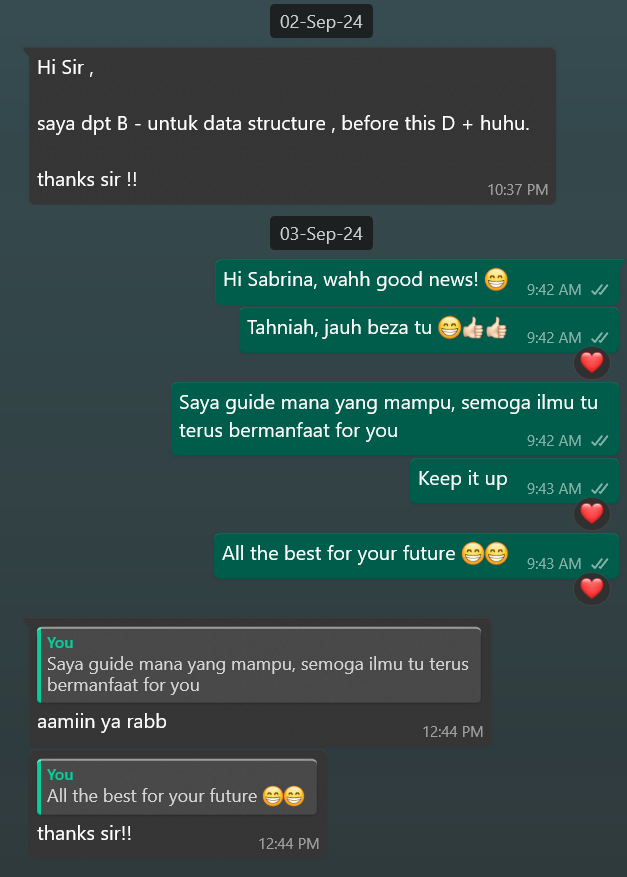 02-Sep-24
Hi Sir ,
saya dpt B - untuk data structure , before this D + huhu.
thanks sir !!
10:37 PM
03-Sep-24
Hi Sabrina, wahh good news! 😁
9:42 AM
Tahniah, jauh beza tu 😁👍🏻👍🏻
9:42 AM
Saya guide mana yang mampu, semoga ilmu tu
terus bermanfaat for you
9:42 AM
Keep it up
9:43 AM
All the best for your future 😁😁
9:43 AM
You
Saya guide mana yang mampu, semoga ilmu tu terus
bermanfaat for you
aamiin ya rabb
12:44 PM
You
All the best for your future 😁😁
thanks sir!!
12:44 PM